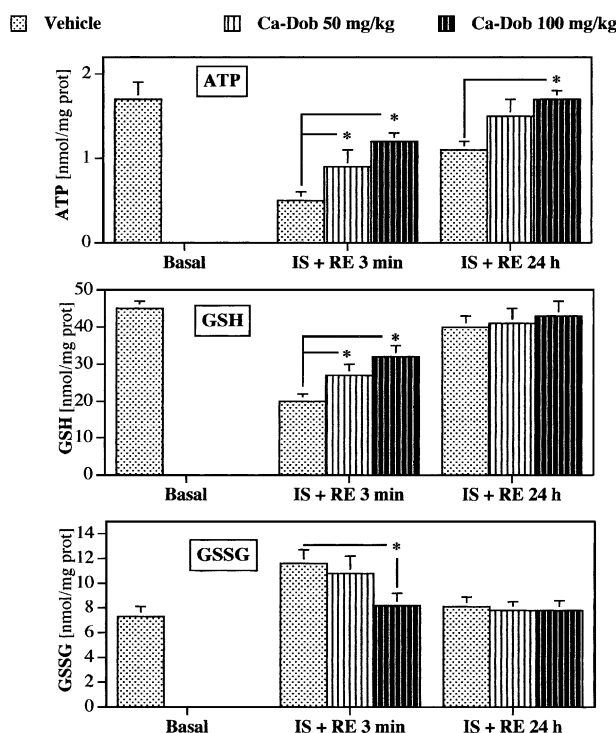 Vehicle Ca-Dob 50 mg/kg Ca-Dob 100 mg/kg
ATP
ATP [nmol/mg prot]
2
1
0
* * *
Basal IS + RE 3 min IS + RE 24 h
GSH
GSH [nmol/mg prot]
50
40
30
20
10
0
* *
Basal IS + RE 3 min IS + RE 24 h
GSSG
GSSG [nmol/mg prot]
14
12
10
8
6
4
2
0
*
Basal IS + RE 3 min IS + RE 24 h